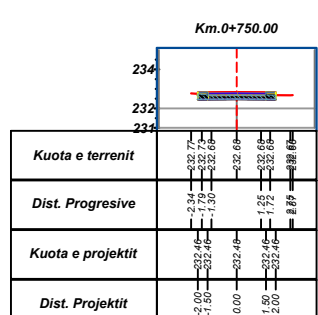 Km.0+750.00
234
232
231
Kuota e terrenit
232.77 232.73 232.68 232.68 232.68 232.68
Dist. Progresive
-2.34 -1.79 -1.30 1.25 1.72
Kuota e projektit
232.46 232.46 232.48 232.46 232.46
Dist. Projektit
-2.00 -1.50 0.00 1.50 2.00